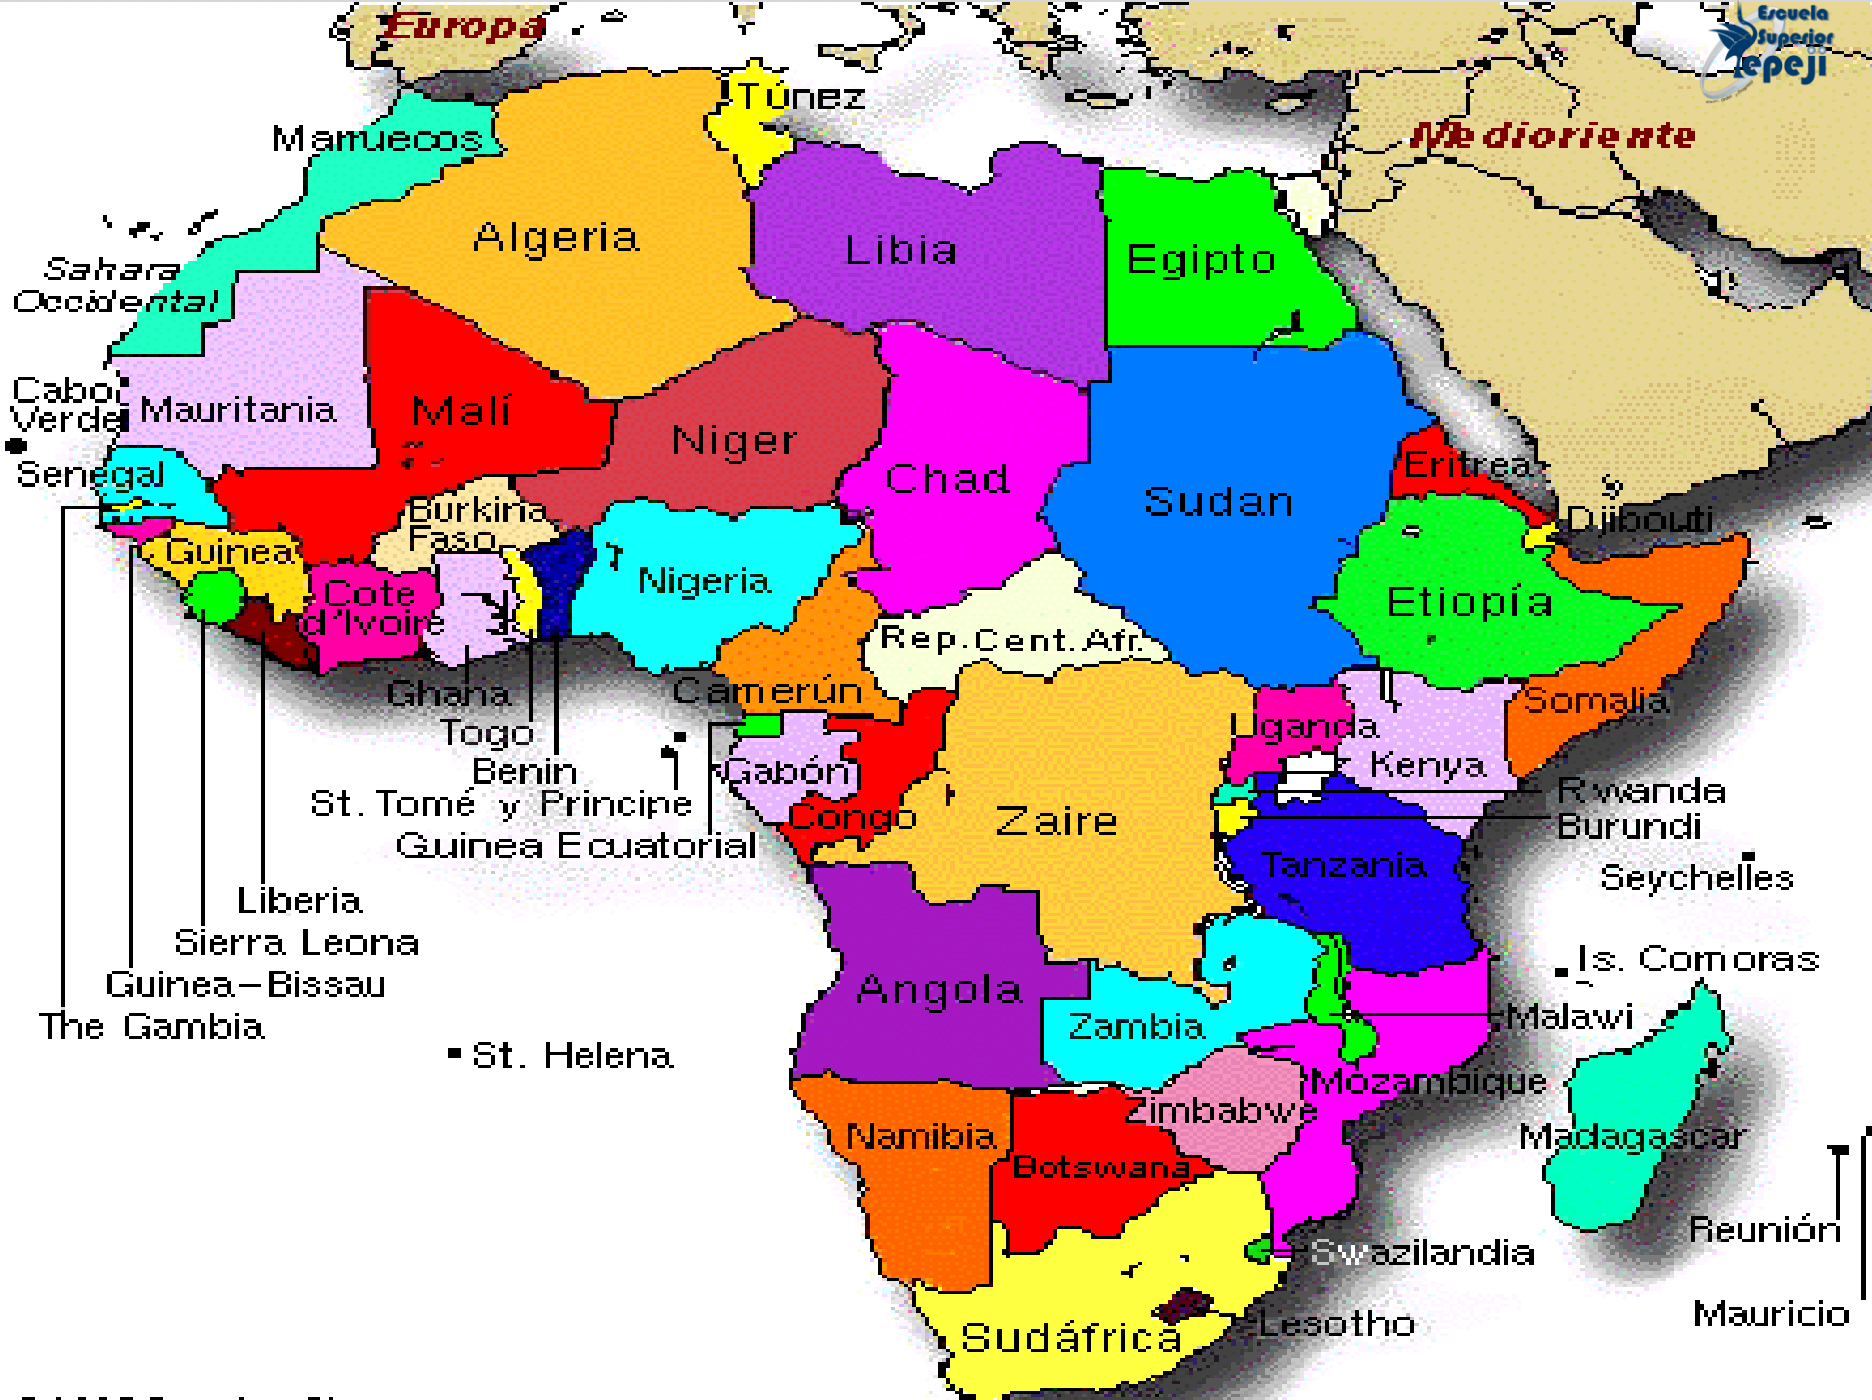 Europa
Escuela
Superior
Tepeji
Túnez
Marruecos
Medioriente
Algeria
Libia
Egipto
Sahara
Occidental
Cabo
Verde
Mauritania
Malí
Niger
Chad
Sudan
Eritrea
Senegal
Burkina
Faso
Djibouti
Guinea
Cote
d'Ivoire
Nigeria
Etiopía
Rep.Cent.Afr.
Ghana
Camerún
Somalia
Togo
Uganda
Benin
Gabón
Kenya
St. Tomé y Principe
Rwanda
Congo
Zaire
Burundi
Guinea Ecuatorial
Tanzania
Seychelles
Liberia
Sierra Leona
Is. Comoras
Guinea-Bissau
Angola
The Gambia
Zambia
Malawi
St. Helena
Mozambique
Zimbabwe
Namibia
Madagascar
Botswana
Reunión
Swazilandia
Mauricio
Lesotho
Sudáfrica